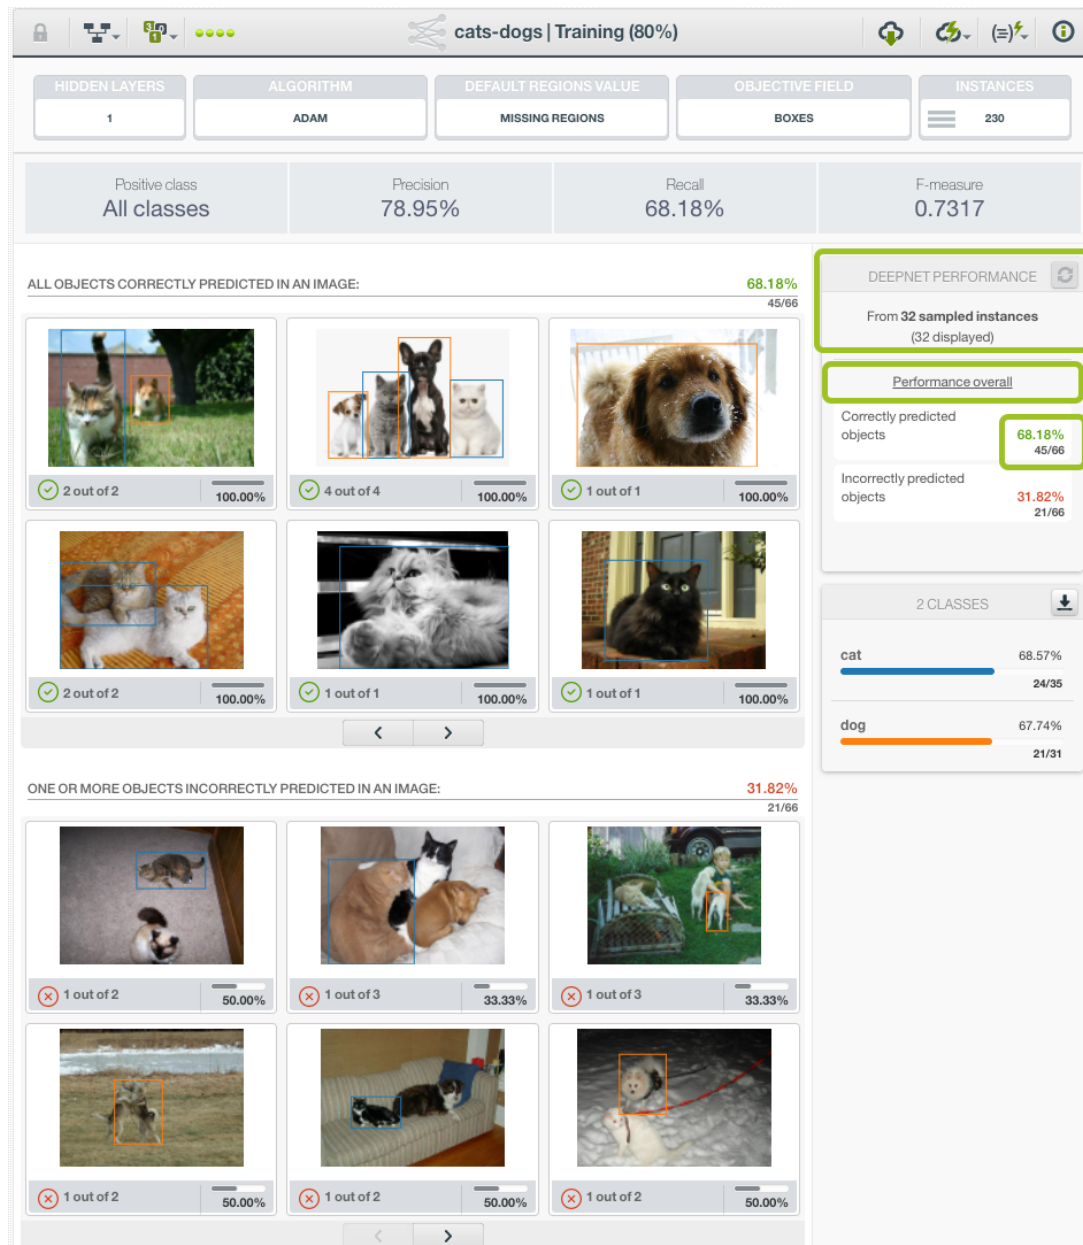 cats-dogs | Training (80%)
HIDDEN LAYERS
1
ALGORITHM
ADAM
DEFAULT REGIONS VALUE
MISSING REGIONS
OBJECTIVE FIELD
BOXES
INSTANCES
230
Positive class
All classes
Precision
78.95%
Recall
68.18%
F-measure
0.7317
ALL OBJECTS CORRECTLY PREDICTED IN AN IMAGE:
68.18%
45/66
2 out of 2
100.00%
4 out of 4
100.00%
1 out of 1
100.00%
2 out of 2
100.00%
1 out of 1
100.00%
1 out of 1
100.00%
ONE OR MORE OBJECTS INCORRECTLY PREDICTED IN AN IMAGE:
31.82%
21/66
1 out of 2
50.00%
1 out of 3
33.33%
1 out of 3
33.33%
1 out of 2
50.00%
1 out of 2
50.00%
1 out of 2
50.00%
DEEPNET PERFORMANCE
From 32 sampled instances
(32 displayed)
Performance overall
Correctly predicted
objects
68.18%
45/66
Incorrectly predicted
objects
31.82%
21/66
2 CLASSES
cat
68.57%
24/35
dog
67.74%
21/31